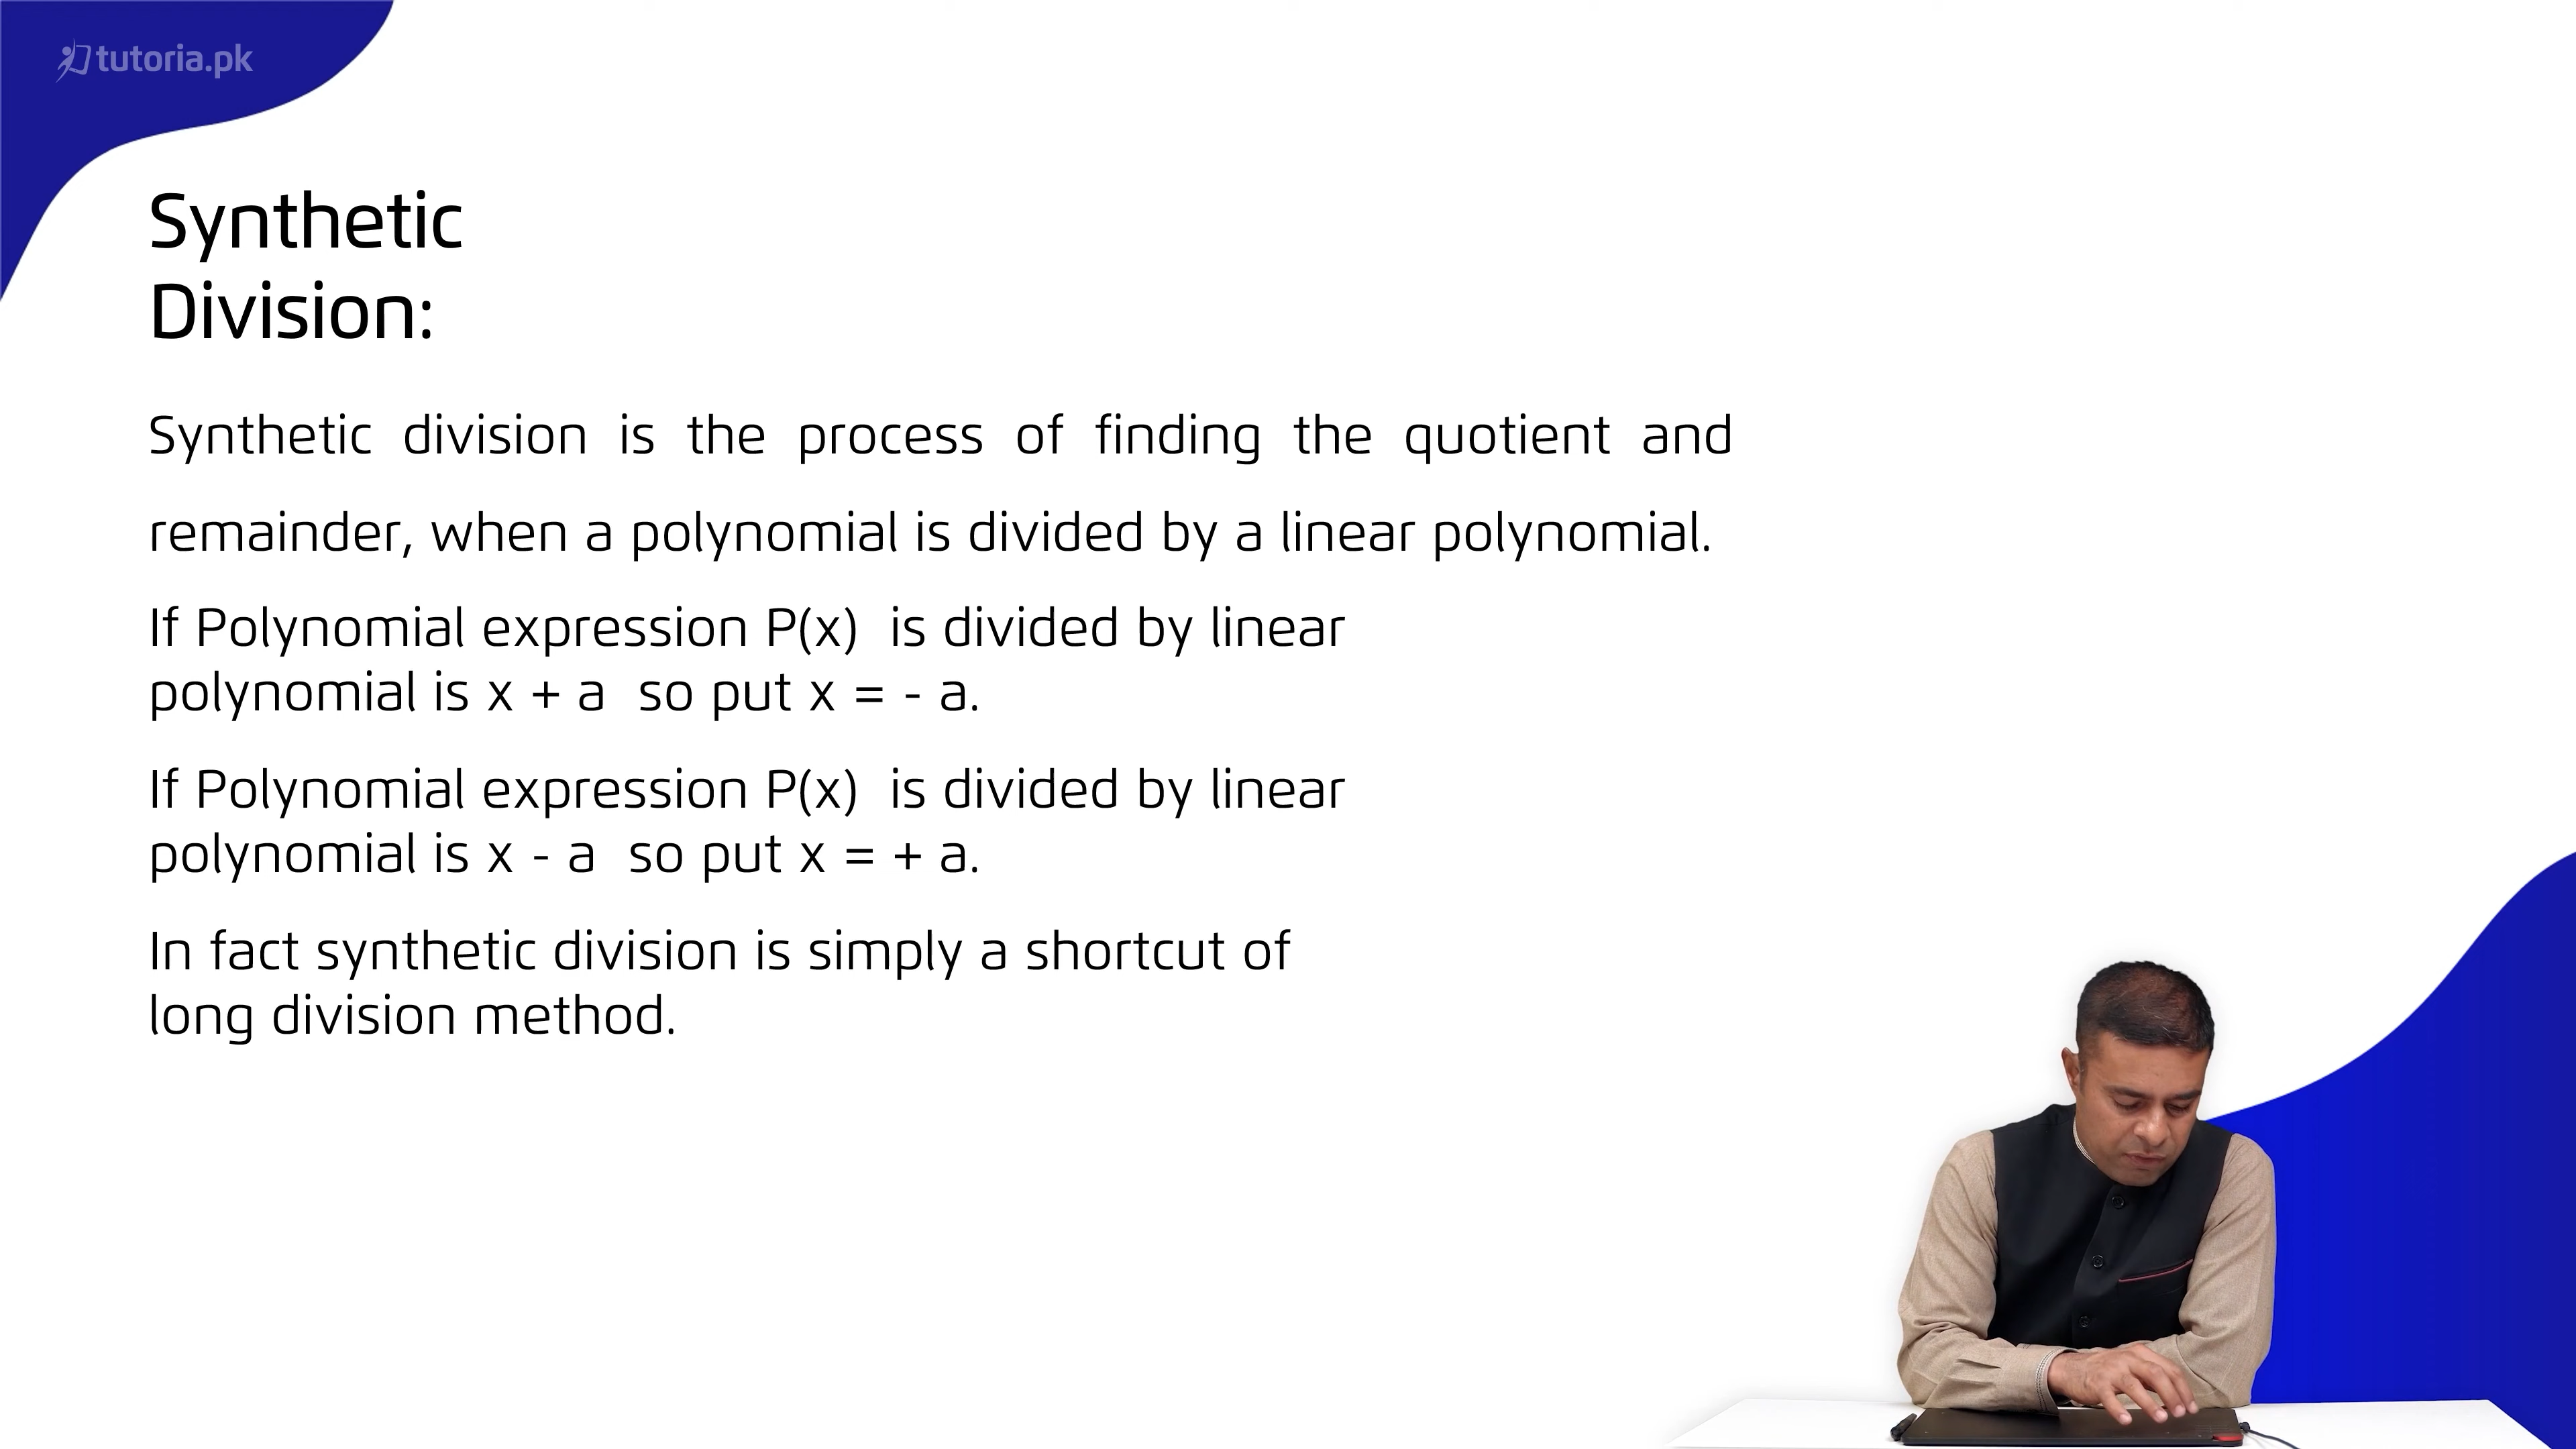 tutoria.pk
Synthetic
Division:
Synthetic division is the process of finding the quotient and
remainder, when a polynomial is divided by a linear polynomial.
If Polynomial expression P(x) is divided by linear
polynomial is x + a so put x = - a.
If Polynomial expression P(x) is divided by linear
polynomial is x - a so put x = + a.
In fact synthetic division is simply a shortcut of
long division method.